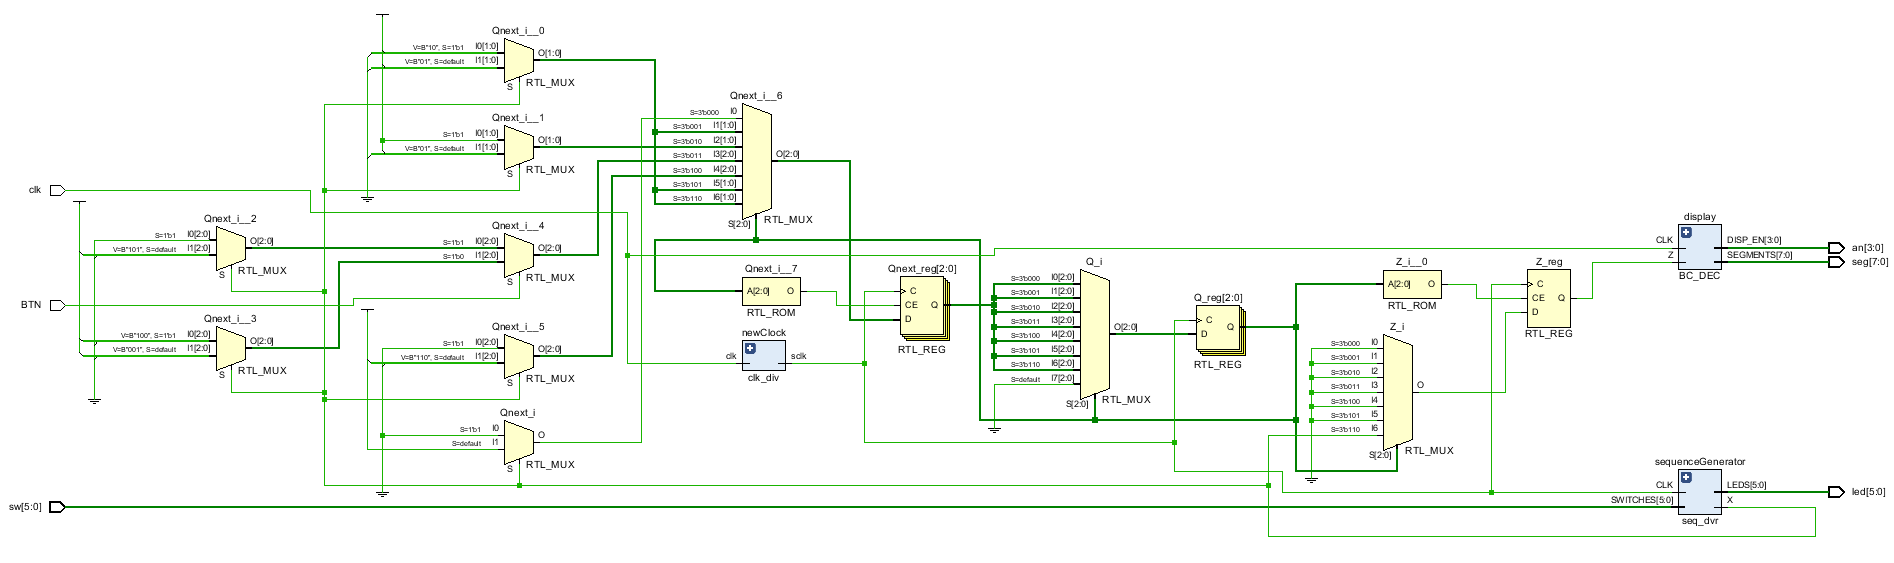 Qnext_i__0
V=B"10", S=1'b1 I0[1:0]
V=B"01", S=default I1[1:0]
O[1:0]
S
RTL_MUX
Qnext_i__1
S=1'b1 I0[1:0]
V=B"01", S=default I1[1:0]
O[1:0]
S
RTL_MUX
Qnext_i__6
S=3'b000 I0
S=3'b001 I1[1:0]
S=3'b010 I2[1:0]
S=3'b011 I3[2:0]
S=3'b100 I4[2:0]
S=3'b101 I5[1:0]
S=3'b110 I6[1:0]
O[2:0]
S[2:0]
RTL_MUX
clk
Qnext_i__2
S=1'b1 I0[2:0]
V=B"101", S=default I1[2:0]
O[2:0]
S
RTL_MUX
Qnext_i__4
S=1'b1 I0[2:0]
S=1'b0 I1[2:0]
O[2:0]
S
RTL_MUX
BTN
Qnext_i__3
V=B"100", S=1'b1 I0[2:0]
V=B"001", S=default I1[2:0]
O[2:0]
S
RTL_MUX
Qnext_i__5
S=1'b1 I0[2:0]
V=B"110", S=default I1[2:0]
O[2:0]
S
RTL_MUX
Qnext_i
S=1'b1 I0
S=default I1
O
S
RTL_MUX
Qnext_i__7
A[2:0] O
RTL_ROM
newClock
clk sclk
clk_div
Qnext_reg[2:0]
C
CE Q
D
RTL_REG
Q_i
S=3'b000 I0[2:0]
S=3'b001 I1[2:0]
S=3'b010 I2[2:0]
S=3'b011 I3[2:0]
S=3'b100 I4[2:0]
S=3'b101 I5[2:0]
S=3'b110 I6[2:0]
S=default I7[2:0]
O[2:0]
S[2:0]
RTL_MUX
Q_reg[2:0]
C
Q
D
RTL_REG
Z_i__0
A[2:0] O
RTL_ROM
Z_i
S=3'b000 I0
S=3'b001 I1
S=3'b010 I2
S=3'b011 I3
S=3'b100 I4
S=3'b101 I5
S=3'b110 I6
O
S[2:0]
RTL_MUX
Z_reg
C
CE Q
D
RTL_REG
display
CLK DISP_EN[3:0]
Z SEGMENTS[7:0]
BC_DEC
an[3:0]
seg[7:0]
sequenceGenerator
CLK LEDS[5:0]
SWITCHES[5:0] X
seq_dvr
led[5:0]
sw[5:0]